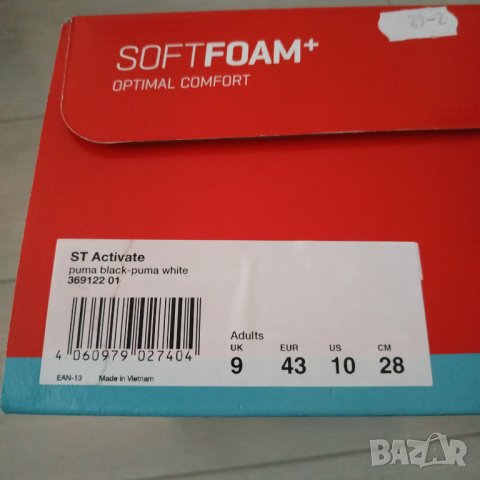 29-2
SOFTFOAM+
OPTIMAL COMFORT
ST Activate
puma black-puma white
369122 01
4 060979 027404
EAN-13 Made in Vietnam
Adults
UK EUR US CM
9 43 10 28
BAZAR